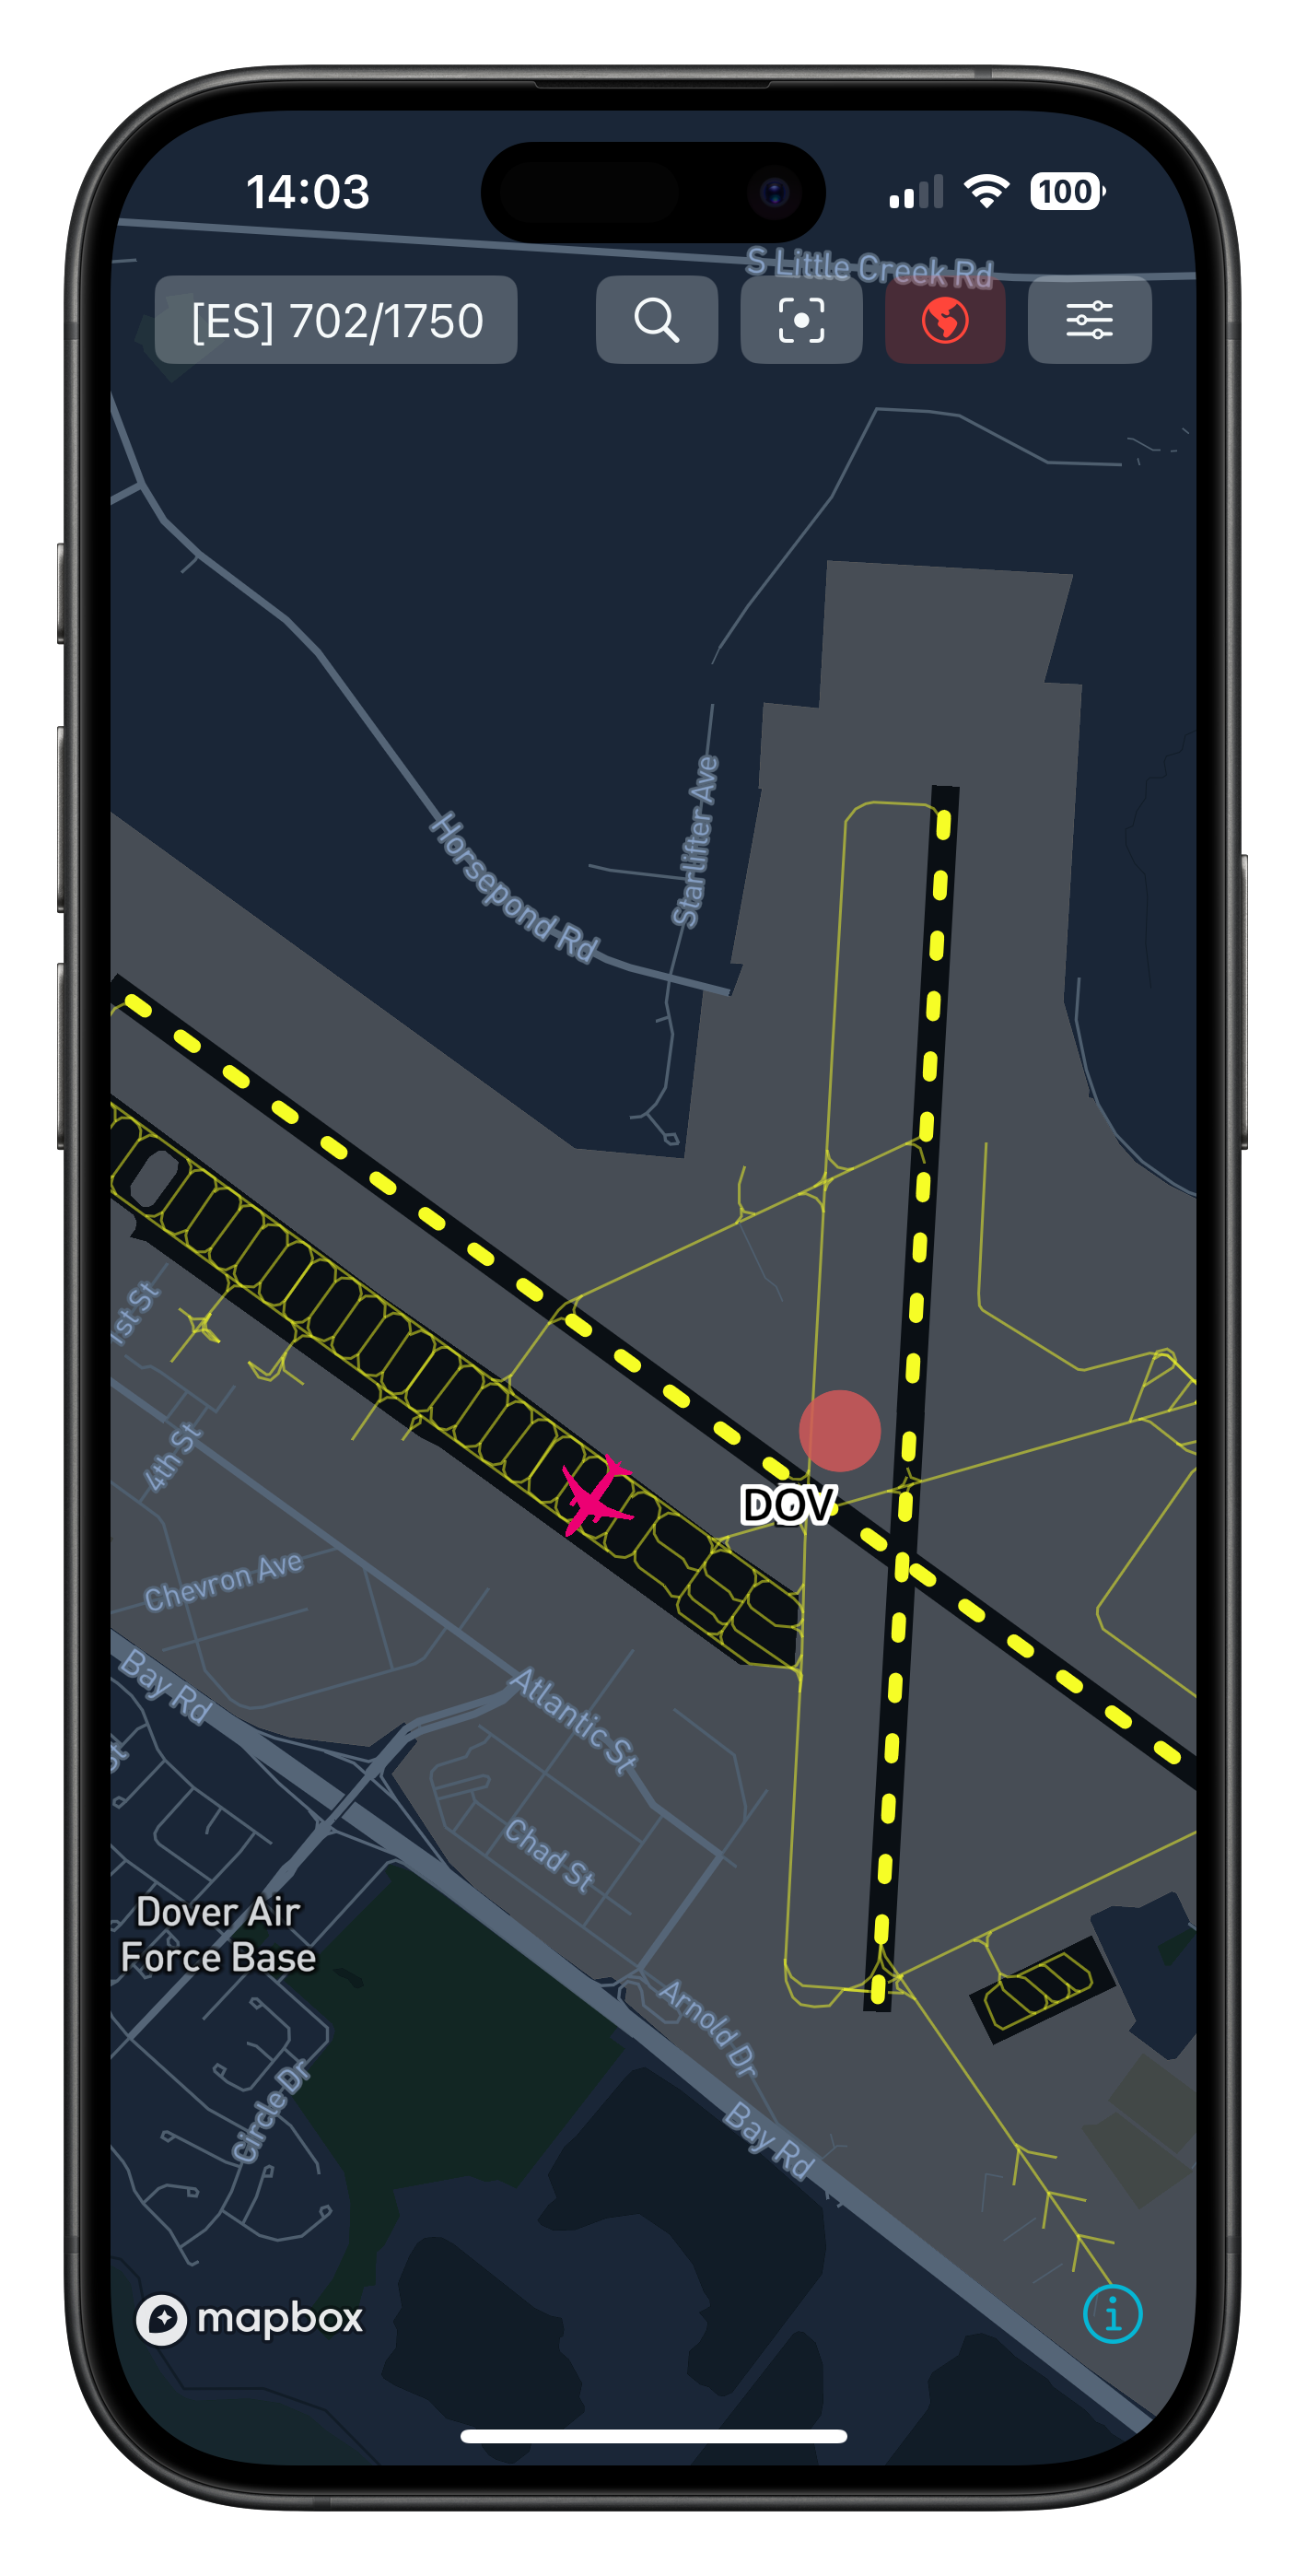 14:03
100
S Little Creek Rd
[ES] 702/1750
Starlifter Ave
Horsepond Rd
1st St
4th St
DOV
Chevron Ave
Bay Rd
Atlantic St
St
Chad St
Dover Air
Force Base
Arnold Dr
Circle Dr
Bay Rd
mapbox
i